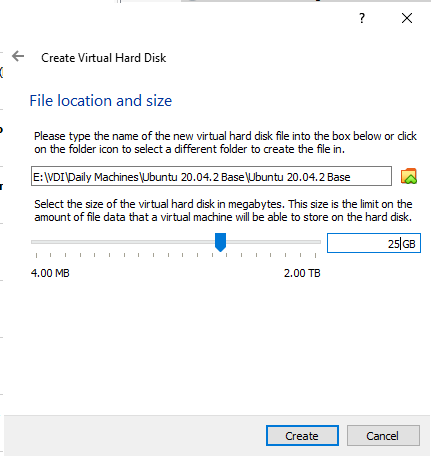 ?
Create Virtual Hard Disk
File location and size
Please type the name of the new virtual hard disk file into the box below or click
on the folder icon to select a different folder to create the file in.
E:\VDI\Daily Machines\Ubuntu 20.04.2 Base\Ubuntu 20.04.2 Base
Select the size of the virtual hard disk in megabytes. This size is the limit on the
amount of file data that a virtual machine will be able to store on the hard disk.
25 GB
4.00 MB 2.00 TB
Create Cancel